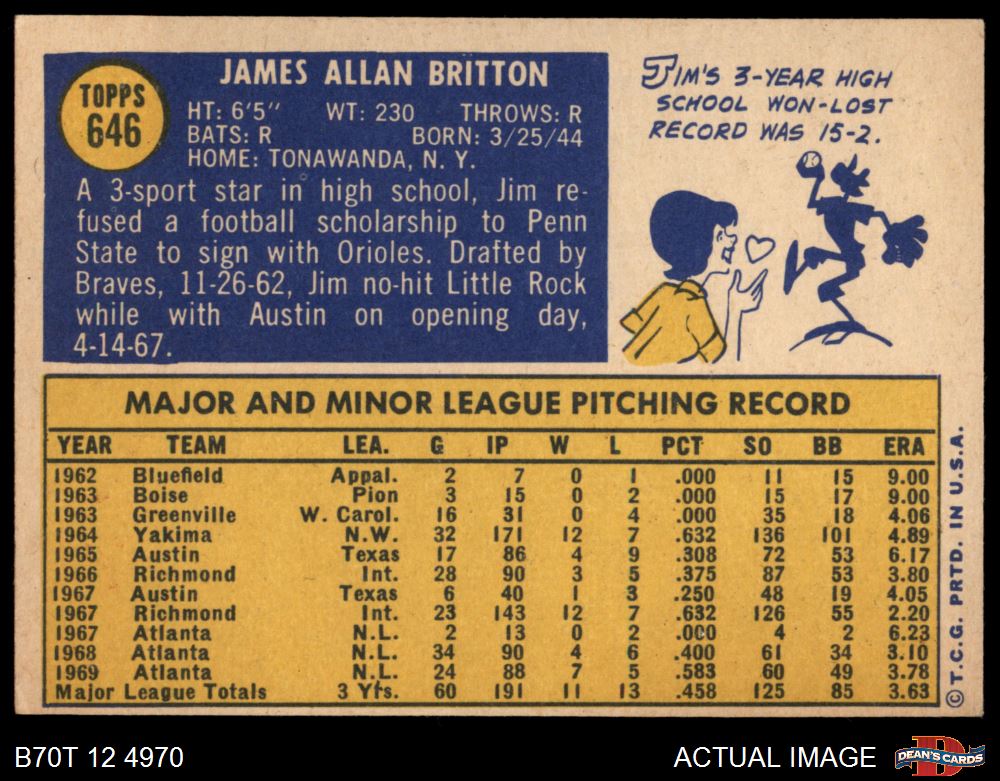 TOPPS
646
JAMES ALLAN BRITTON
HT: 6'5" WT: 230 THROWS: R
BATS: R BORN: 3/25/44
HOME: TONAWANDA, N. Y.
A 3-sport star in high school, Jim re-
fused a football scholarship to Penn
State to sign with Orioles. Drafted by
Braves, 11-26-62, Jim no-hit Little Rock
while with Austin on opening day,
4-14-67.
JIM'S 3-YEAR HIGH
SCHOOL WON-LOST
RECORD WAS 15-2.
MAJOR AND MINOR LEAGUE PITCHING RECORD
YEAR TEAM LEA. G IP W L PCT SO BB ERA
1962 Bluefield Appal. 2 7 0 1 .000 11 15 9.00
1963 Boise Pion 3 15 0 2 .000 15 17 9.00
1963 Greenville W. Carol. 16 31 0 4 .000 35 18 4.06
1964 Yakima N.W. 32 171 12 7 .632 136 101 4.89
1965 Austin Texas 17 86 4 9 .308 72 53 6.17
1966 Richmond Int. 28 90 3 5 .375 87 53 3.80
1967 Austin Texas 6 40 1 3 .250 48 19 4.05
1967 Richmond Int. 23 143 12 7 .632 126 55 2.20
1967 Atlanta N.L. 2 13 0 2 .000 4 2 6.23
1968 Atlanta N.L. 34 90 4 6 .400 61 34 3.10
1969 Atlanta N.L. 24 88 7 5 .583 60 49 3.78
Major League Totals 3 Yrs. 60 191 11 13 .458 125 85 3.63
© T.C.G. PRTD. IN U.S.A.
B70T 12 4970
ACTUAL IMAGE
D
DEAN'S CARDS